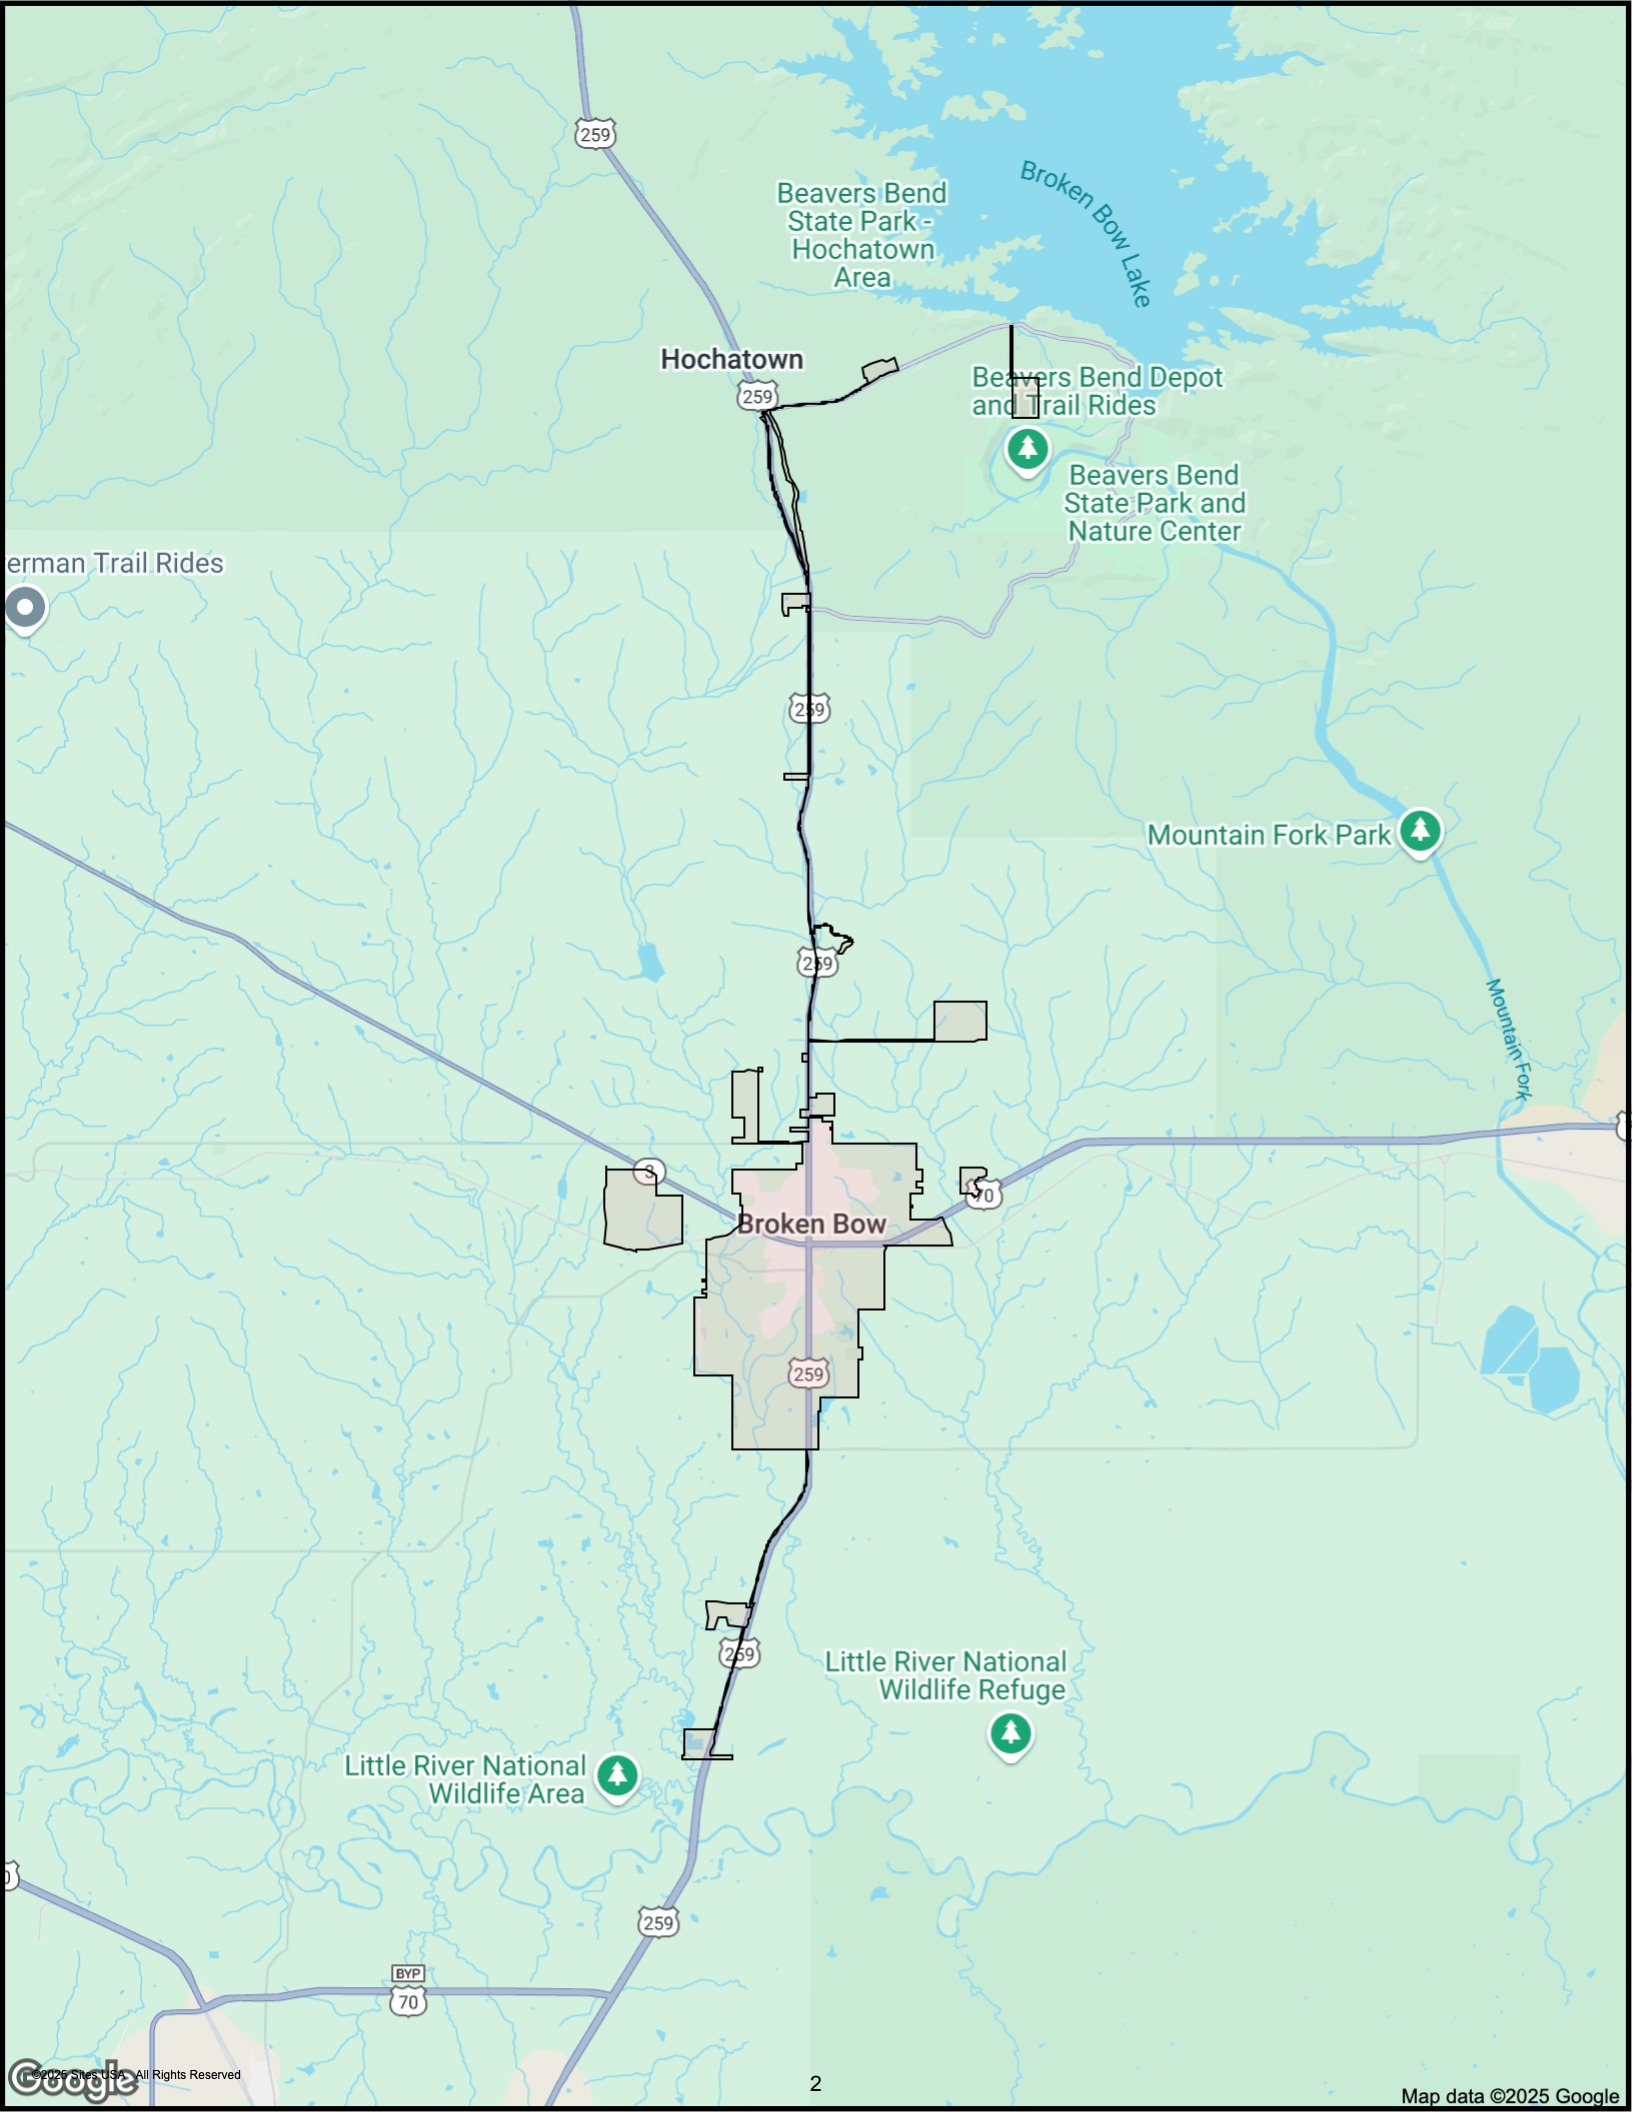 259
Broken Bow Lake
Beavers Bend
State Park -
Hochatown
Area
Hochatown
259
Beavers Bend Depot
and Trail Rides
Beavers Bend
State Park and
Nature Center
erman Trail Rides
259
Mountain Fork Park
259
Mountain Fork
3
70
Broken Bow
259
259
Little River National
Wildlife Refuge
Little River National
Wildlife Area
259
BYP
70
Google
©2025 Sites USA. All Rights Reserved
2
Map data ©2025 Google